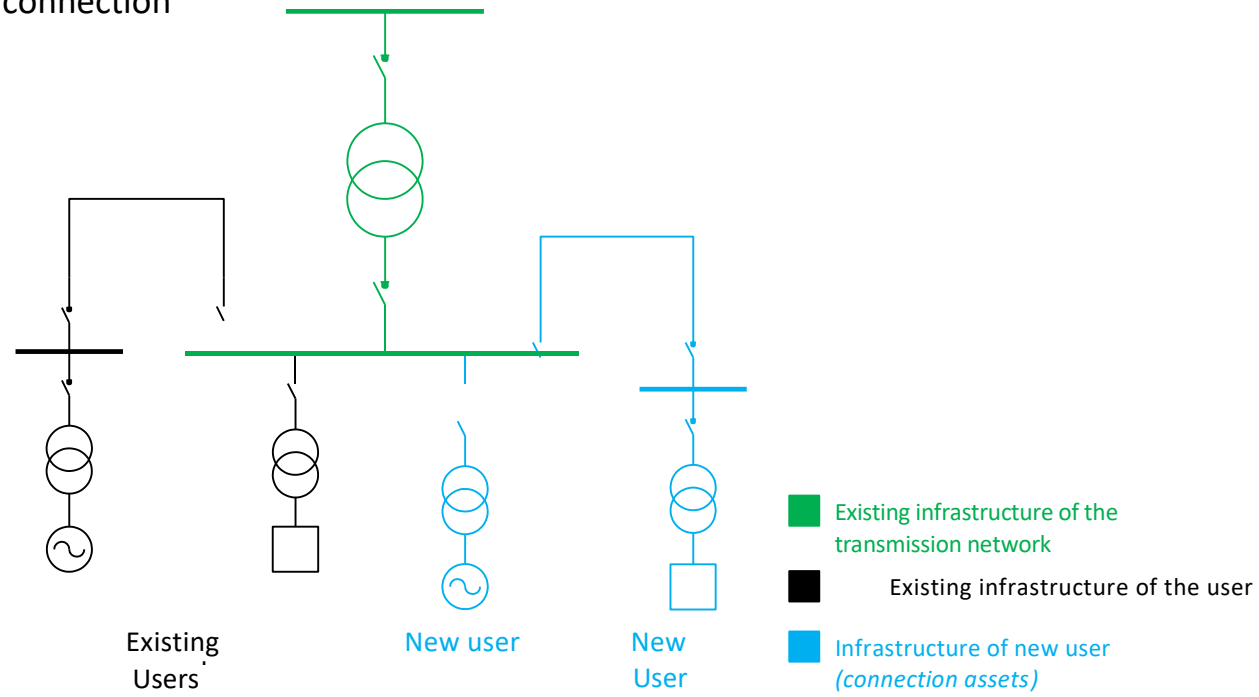 connection
Existing
Users
New user
New
User
Existing infrastructure of the
transmission network
Existing infrastructure of the user
Infrastructure of new user
(connection assets)